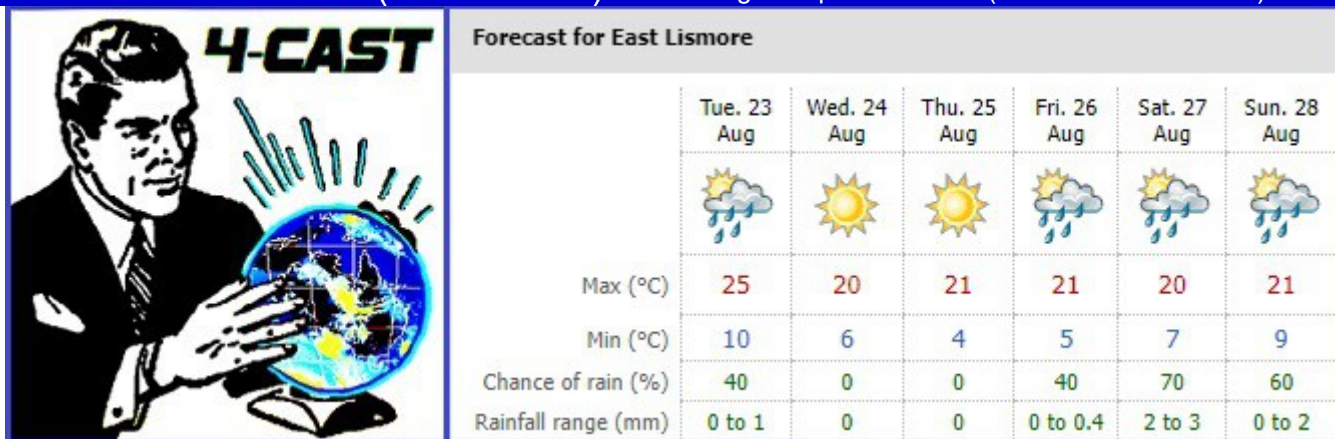 4-CAST
Forecast for East Lismore
Tue. 23 Wed. 24 Thu. 25 Fri. 26 Sat. 27 Sun. 28
Aug Aug Aug Aug Aug Aug
Max (°C) 25 20 21 21 20 21
Min (°C) 10 6 4 5 7 9
Chance of rain (%) 40 0 0 40 70 60
Rainfall range (mm) 0 to 1 0 0 0 to 0.4 2 to 3 0 to 2